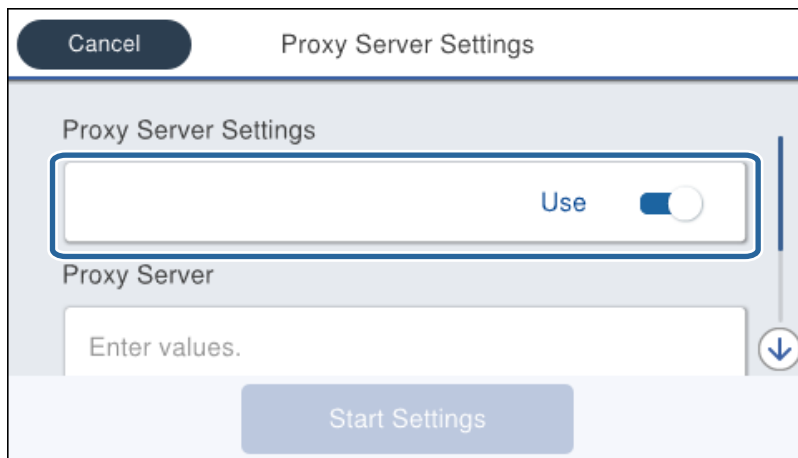 Cancel
Proxy Server Settings
Proxy Server Settings
Use
Proxy Server
Enter values.
Start Settings